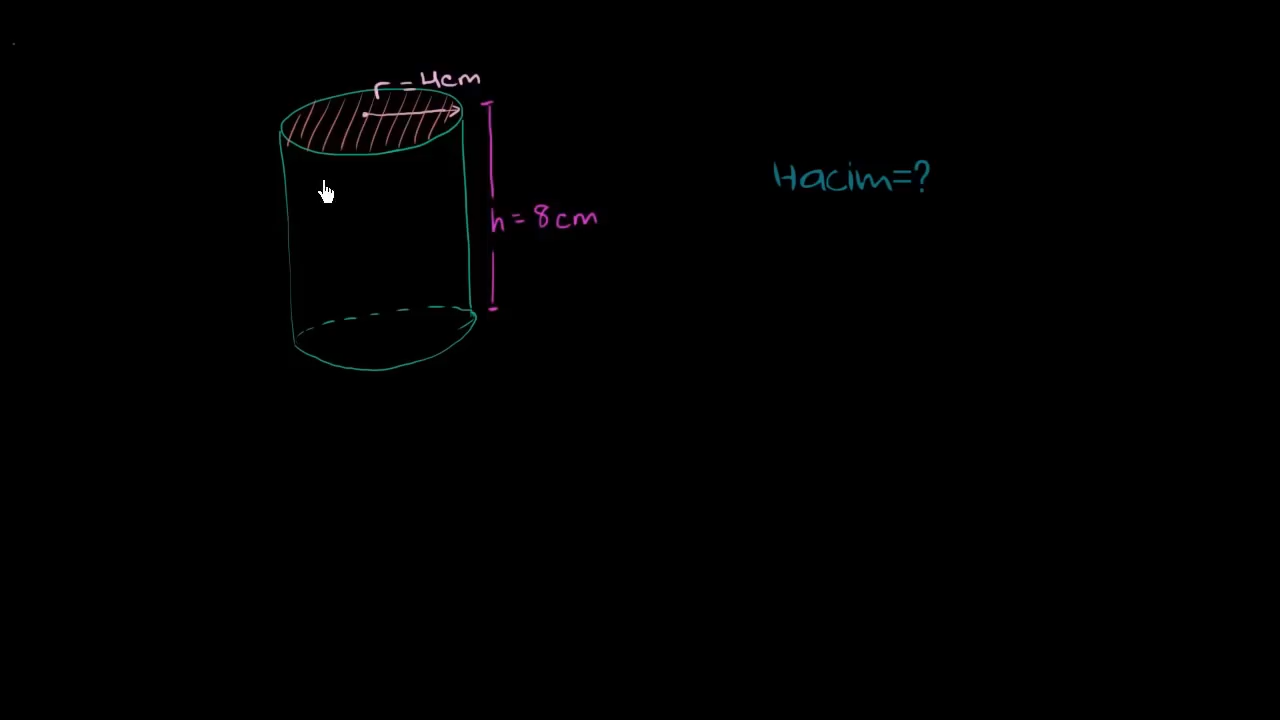 r = 4cm
Hacim=?
h = 8cm